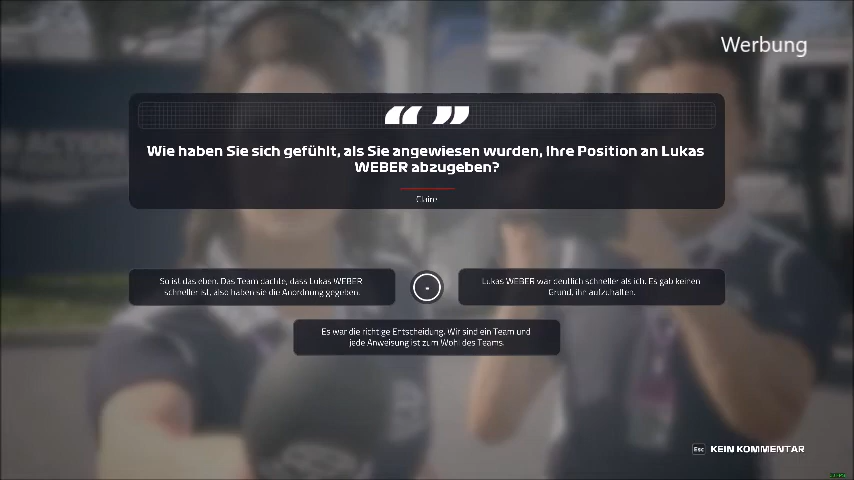 Werbung
Wie haben Sie sich gefühlt, als Sie angewiesen wurden, Ihre Position an Lukas
WEBER abzugeben?
Claire
So ist das eben. Das Team dachte, dass Lukas WEBER
schneller ist, also haben sie die Anordnung gegeben.
Lukas WEBER war deutlich schneller als ich. Es gab keinen
Grund, ihn aufzuhalten.
Es war die richtige Entscheidung. Wir sind ein Team und
jede Anweisung ist zum Wohl des Teams.
Esc KEIN KOMMENTAR